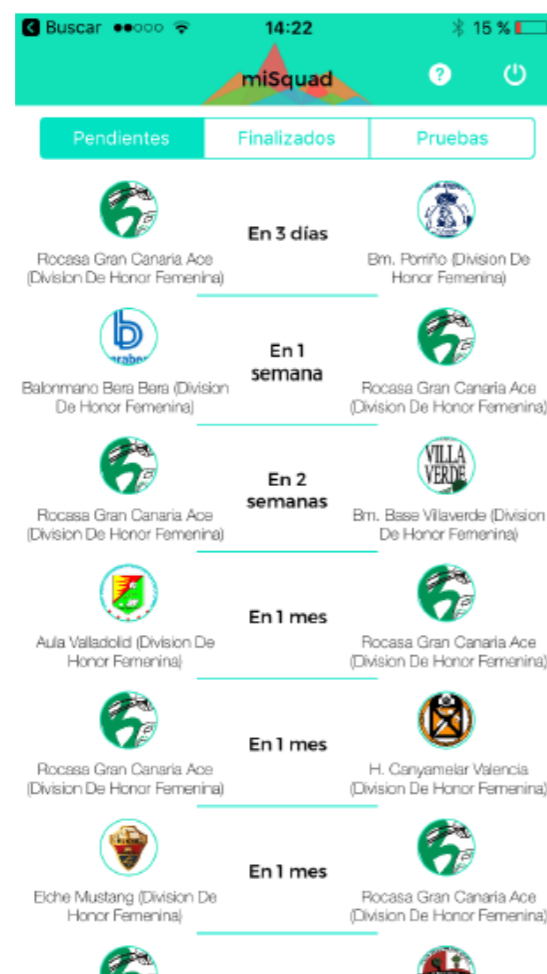 Buscar 14:22 15 %
miSquad ?
Pendientes Finalizados Pruebas
En 3 días
Rocasa Gran Canaria Ace Bm. Porriño (Division De
(Division De Honor Femenina) Honor Femenina)
En 1
semana
Balonmano Bera Bera (Division Rocasa Gran Canaria Ace
De Honor Femenina) (Division De Honor Femenina)
VILLA
VERDE
En 2
semanas
Rocasa Gran Canaria Ace Bm. Base Villaverde (Division
(Division De Honor Femenina) De Honor Femenina)
En 1 mes
Aula Valladolid (Division De Rocasa Gran Canaria Ace
Honor Femenina) (Division De Honor Femenina)
En 1 mes
Rocasa Gran Canaria Ace H. Canyamelar Valencia
(Division De Honor Femenina) (Division De Honor Femenina)
En 1 mes
Elche Mustang (Division De Rocasa Gran Canaria Ace
Honor Femenina) (Division De Honor Femenina)